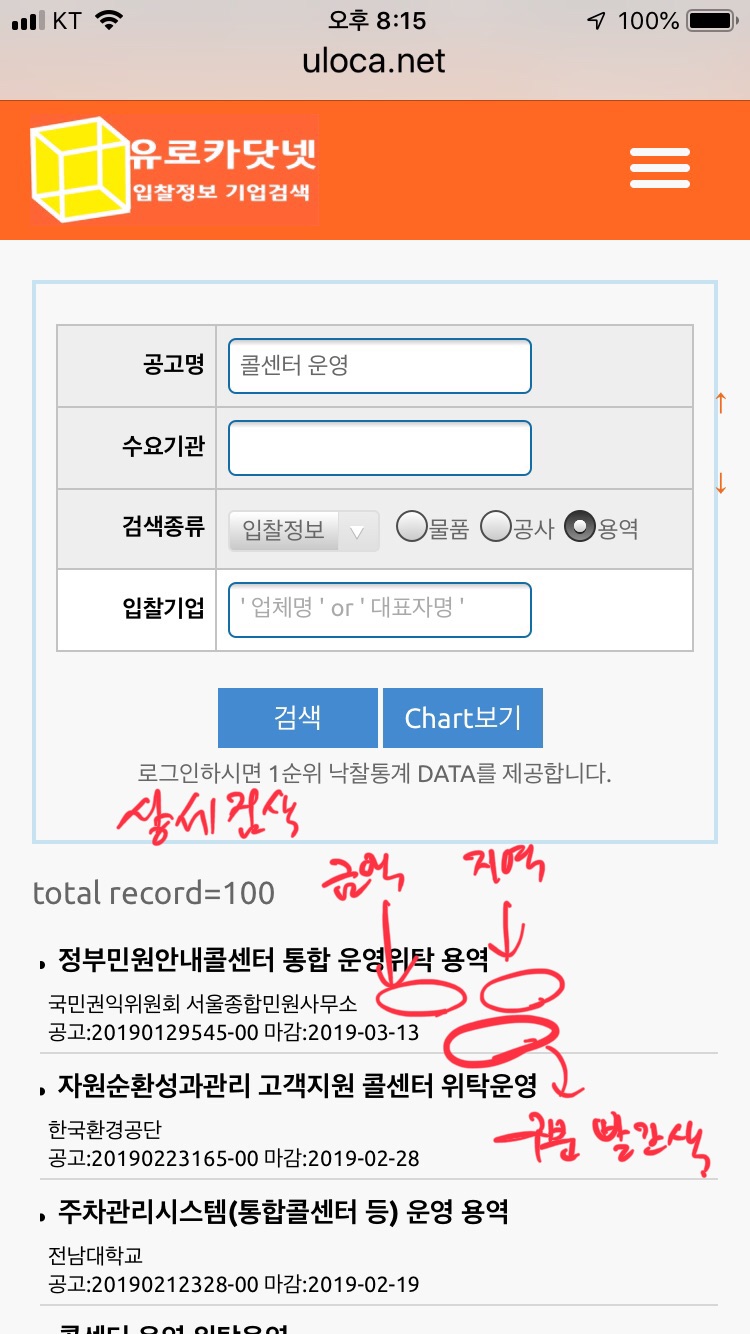 KT 오후 8:15 100%
uloca.net
유로카닷넷
입찰정보 기업검색
공고명 콜센터 운영
↑
수요기관
↓
검색종류 입찰정보 물품 공사 용역
입찰기업 ' 업체명 ' or ' 대표자명 '
검색 Chart보기
로그인하시면 1순위 낙찰통계 DATA를 제공합니다.
상세검색
금액 지역
total record=100
정부민원안내콜센터 통합 운영위탁 용역
국민권익위원회 서울종합민원사무소
공고:20190129545-00 마감:2019-03-13
자원순환성과관리 고객지원 콜센터 위탁운영
한국환경공단
구분 빨간색
공고:20190223165-00 마감:2019-02-28
주차관리시스템(통합콜센터 등) 운영 용역
전남대학교
공고:20190212328-00 마감:2019-02-19
콜센터 운영 위탁운영